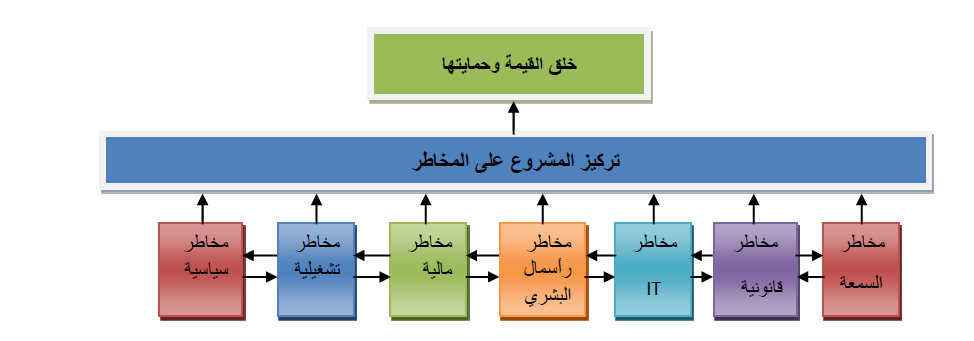 خلق القيمة وحمايتها
تركيز المشروع على المخاطر
مخاطر
السمعة
مخاطر
قانونية
مخاطر
IT
مخاطر
رأسمال
البشري
مخاطر
مالية
مخاطر
تشغيلية
مخاطر
سياسية